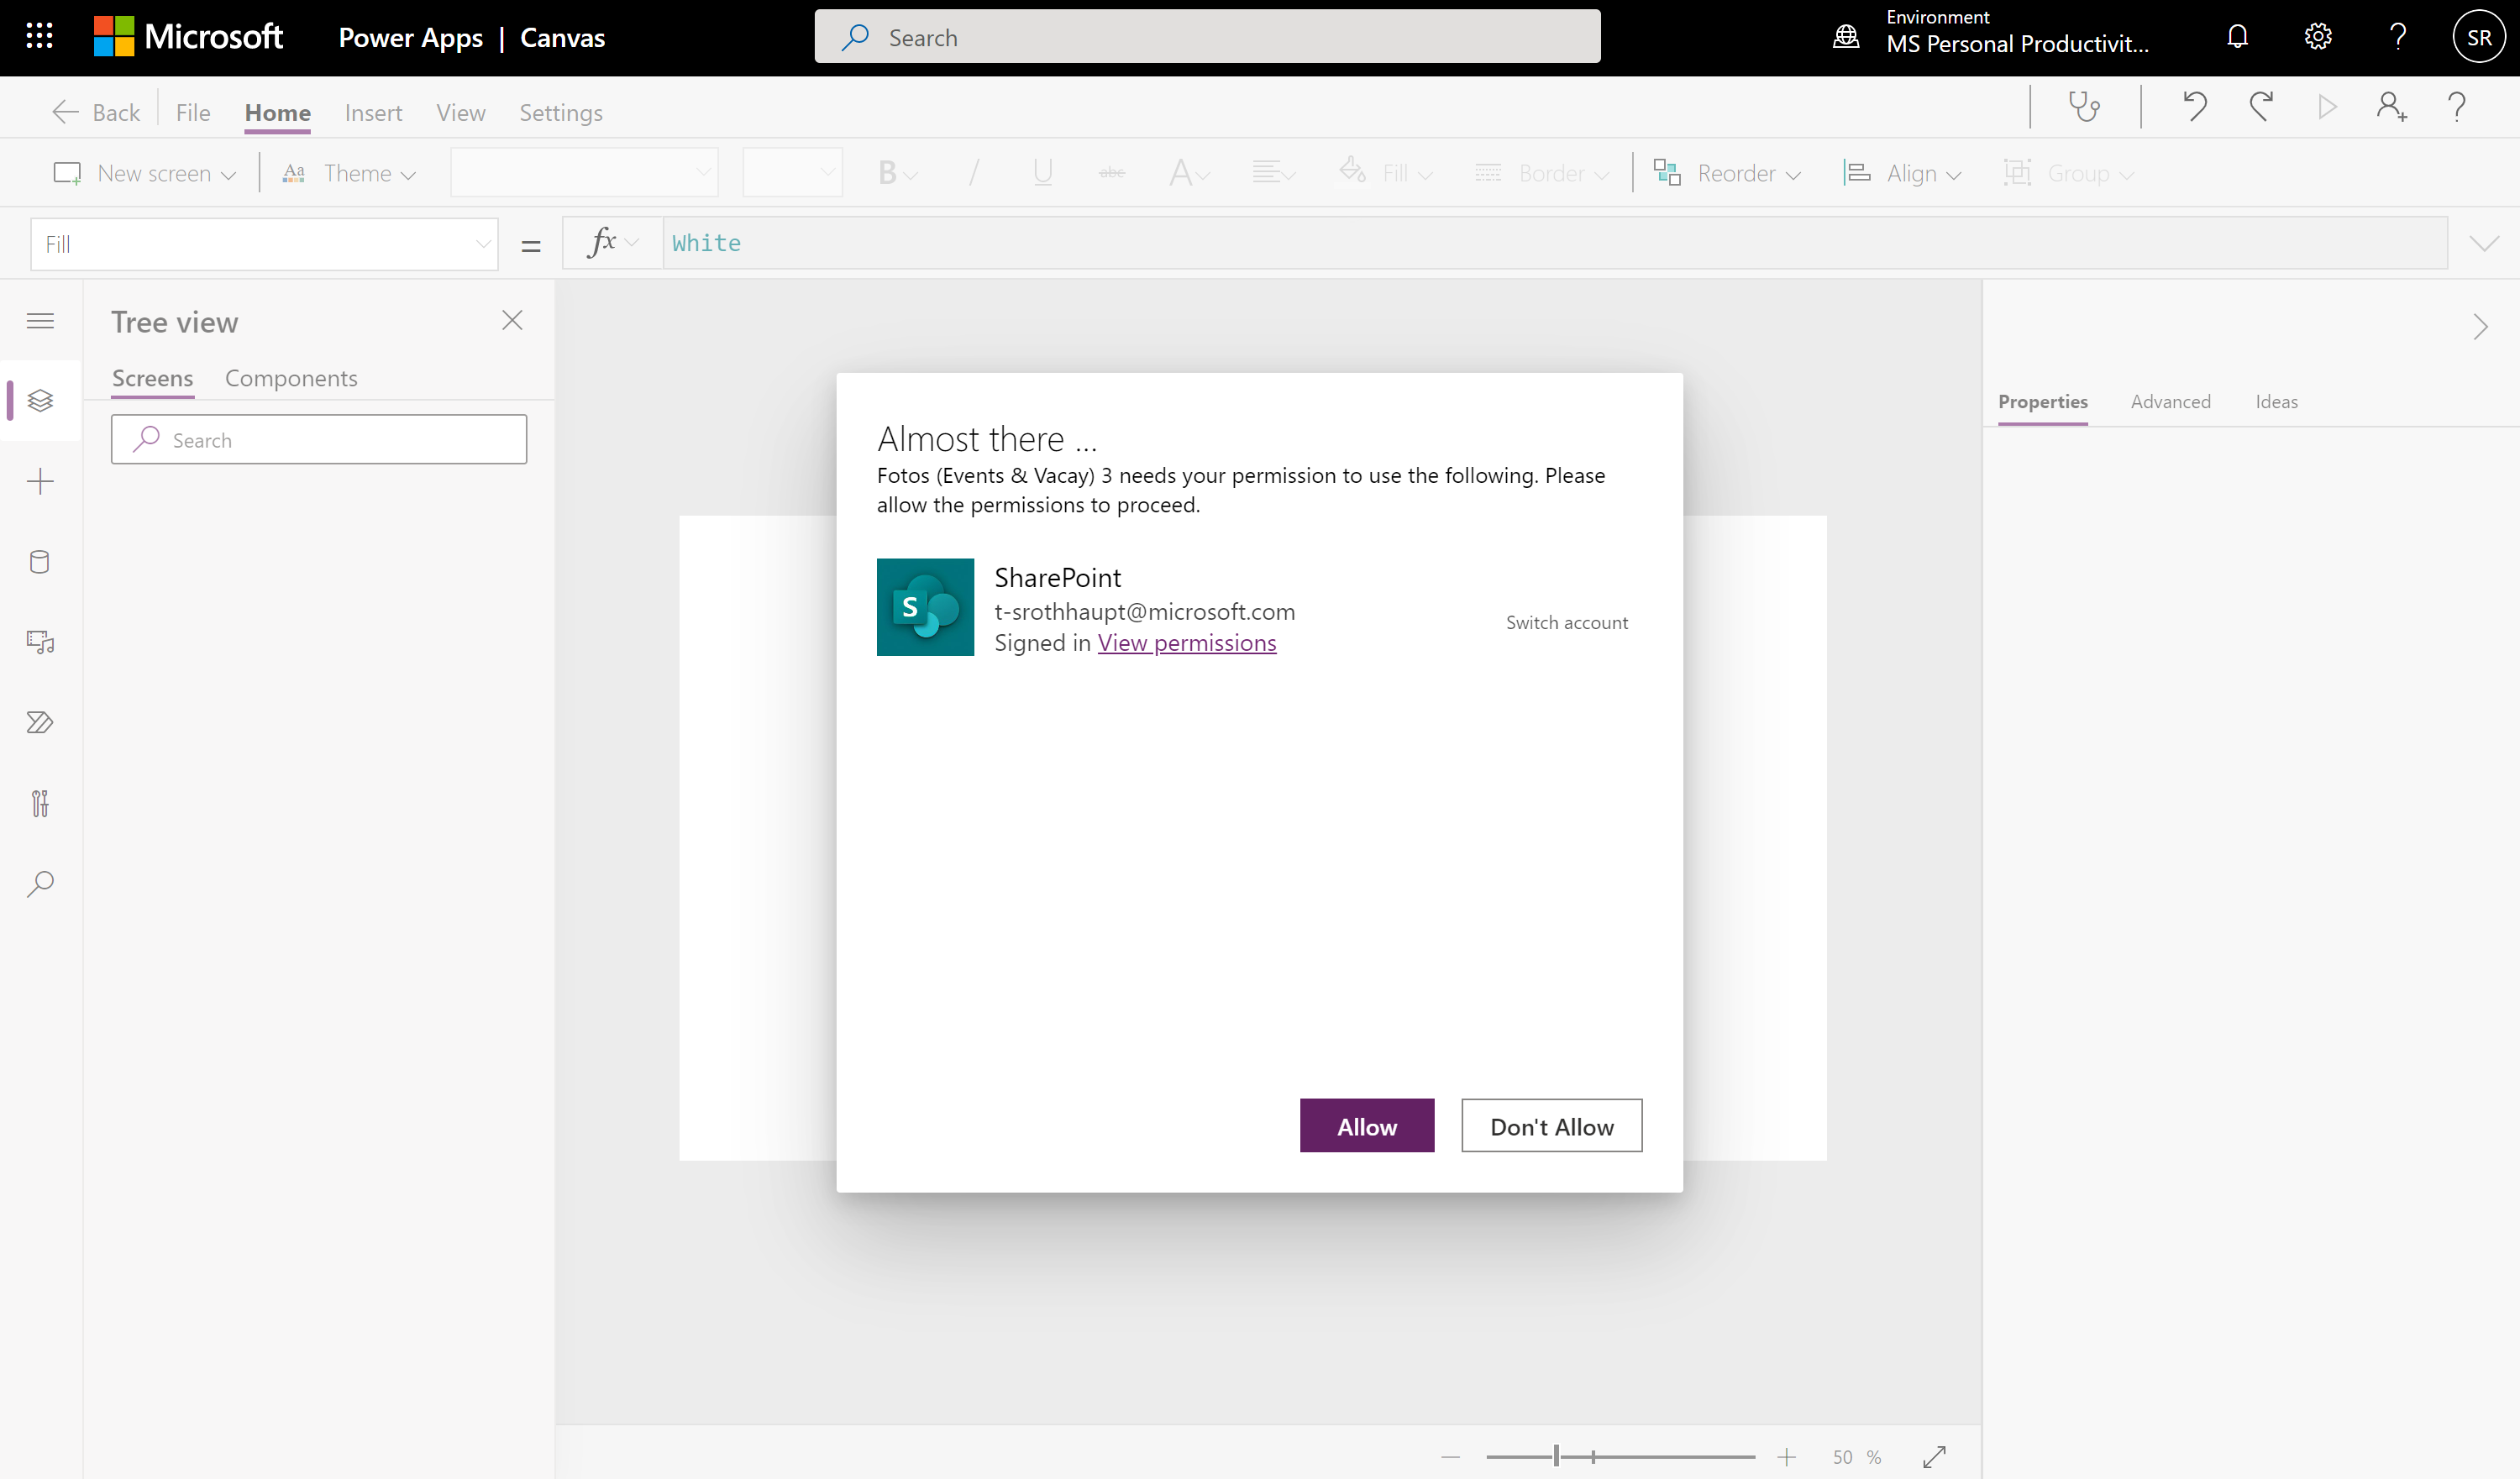 Microsoft Power Apps | Canvas
Search
Environment
MS Personal Productivit...
SR
Back File Home Insert View Settings
New screen Theme B / U abc A Fill Border Reorder Align Group
Fill = fx White
Tree view
Screens Components
Search
Properties Advanced Ideas
Almost there ...
Fotos (Events & Vacay) 3 needs your permission to use the following. Please
allow the permissions to proceed.
S
SharePoint
t-srothhaupt@microsoft.com
Signed in View permissions
Switch account
Allow Don't Allow
50 %